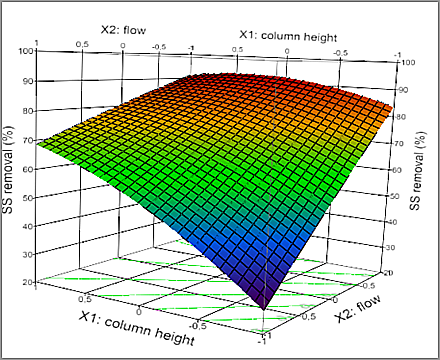 X2: flow
X1: column height
1 0.5 0 -0.5 -1 1 0.5 0 -0.5 -1
100 100
90 90
80 80
70 70
60 60
50 50
40 40
30 30
20 20
SS removal (%)
SS removal (%)
1 0.5 0 -0.5 -11 0.5 0 -0.5
X1: column height
X2: flow